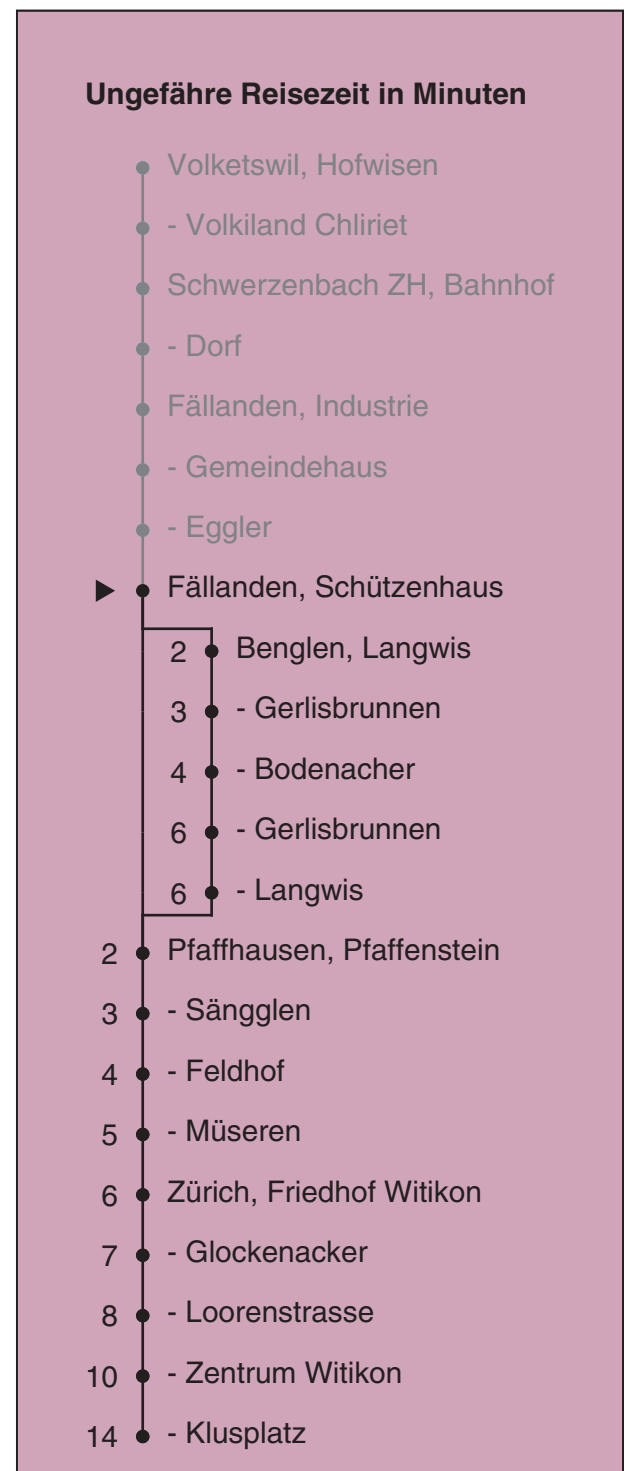 Ungefähre Reisezeit in Minuten
Volketswil, Hofwisen
- Volkiland Chliriet
Schwerzenbach ZH, Bahnhof
- Dorf
Fällanden, Industrie
- Gemeindehaus
- Eggler
Fällanden, Schützenhaus
2 Benglen, Langwis
3 - Gerlisbrunnen
4 - Bodenacher
6 - Gerlisbrunnen
6 - Langwis
2 Pfaffhausen, Pfaffenstein
3 - Sängglen
4 - Feldhof
5 - Müseren
6 Zürich, Friedhof Witikon
7 - Glockenacker
8 - Loorenstrasse
10 - Zentrum Witikon
14 - Klusplatz